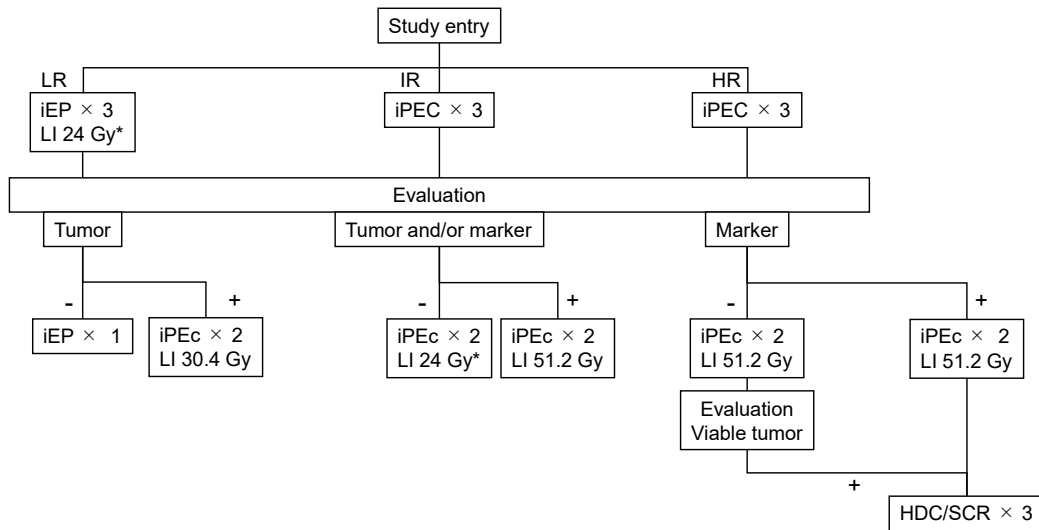 Study entry
LR
IR
HR
iEP × 3
LI 24 Gy*
iPEC × 3
iPEC × 3
Evaluation
Tumor
Tumor and/or marker
Marker
-
+
-
+
-
+
iEP × 1
iPEc × 2
LI 30.4 Gy
iPEc × 2
LI 24 Gy*
iPEc × 2
LI 51.2 Gy
iPEc × 2
LI 51.2 Gy
iPEc × 2
LI 51.2 Gy
Evaluation
Viable tumor
+
HDC/SCR × 3